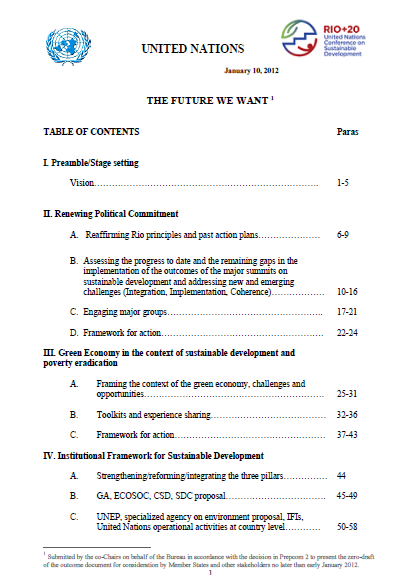 RIO+20
United Nations
Conference on
Sustainable
Development
UNITED NATIONS
January 10, 2012
THE FUTURE WE WANT 1
TABLE OF CONTENTS Paras
I. Preamble/Stage setting
Vision…………………………………………………………………. 1-5
II. Renewing Political Commitment
A. Reaffirming Rio principles and past action plans………………… 6-9
B. Assessing the progress to date and the remaining gaps in the
implementation of the outcomes of the major summits on
sustainable development and addressing new and emerging
challenges (Integration, Implementation, Coherence)……………… 10-16
C. Engaging major groups…………………………………………….. 17-21
D. Framework for action……………………………………………… 22-24
III. Green Economy in the context of sustainable development and
poverty eradication
A. Framing the context of the green economy, challenges and
opportunities……………………………………………………… 25-31
B. Toolkits and experience sharing………………………………… 32-36
C. Framework for action…………………………………………… 37-43
IV. Institutional Framework for Sustainable Development
A. Strengthening/reforming/integrating the three pillars…………… 44
B. GA, ECOSOC, CSD, SDC proposal…………………………… 45-49
C. UNEP, specialized agency on environment proposal, IFIs,
United Nations operational activities at country level………… 50-58
1 Submitted by the co-Chairs on behalf of the Bureau in accordance with the decision in Prepcom 2 to present the zero-draft
of the outcome document for consideration by Member States and other stakeholders no later than early January 2012.
1